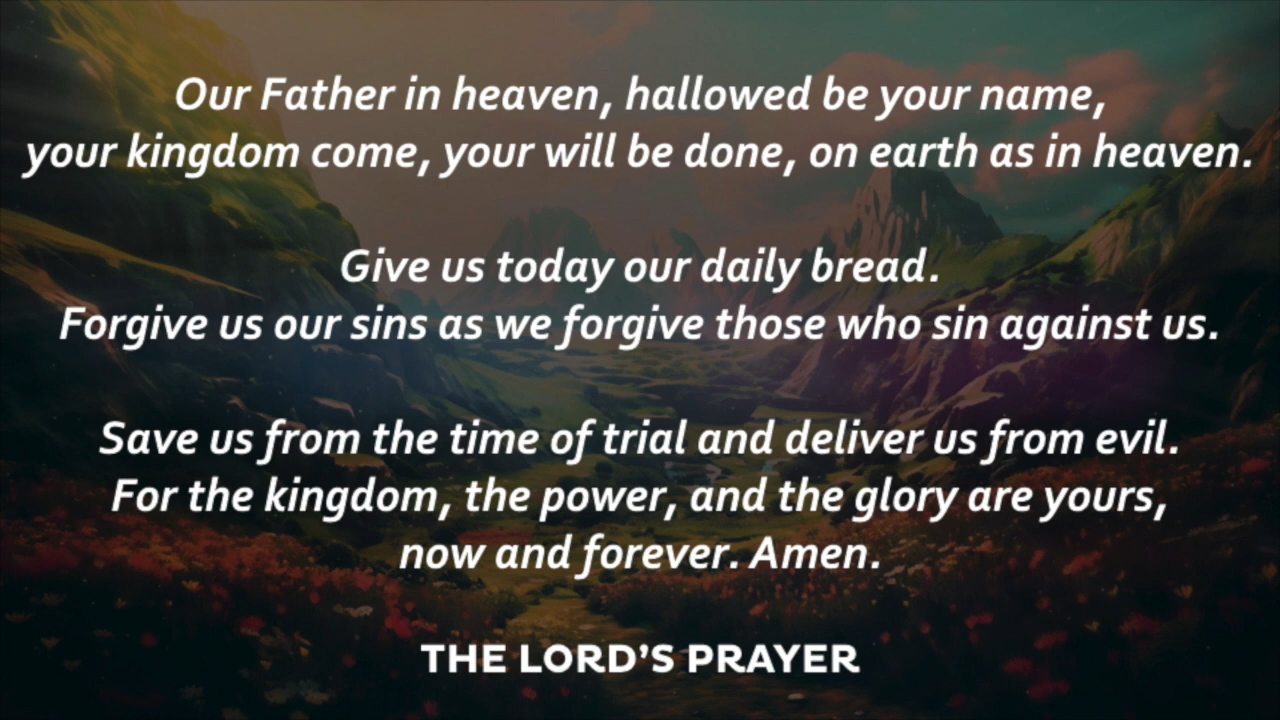 Our Father in heaven, hallowed be your name,
your kingdom come, your will be done, on earth as in heaven.
Give us today our daily bread.
Forgive us our sins as we forgive those who sin against us.
Save us from the time of trial and deliver us from evil.
For the kingdom, the power, and the glory are yours,
now and forever. Amen.
THE LORD'S PRAYER